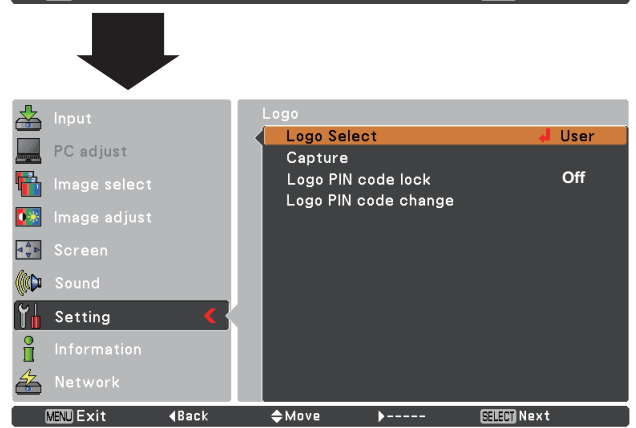 Input
PC adjust
Image select
Image adjust
Screen
Sound
Setting
Information
Network
Logo
Logo Select User
Capture
Logo PIN code lock Off
Logo PIN code change
MENU Exit Back Move ----- SELECT Next